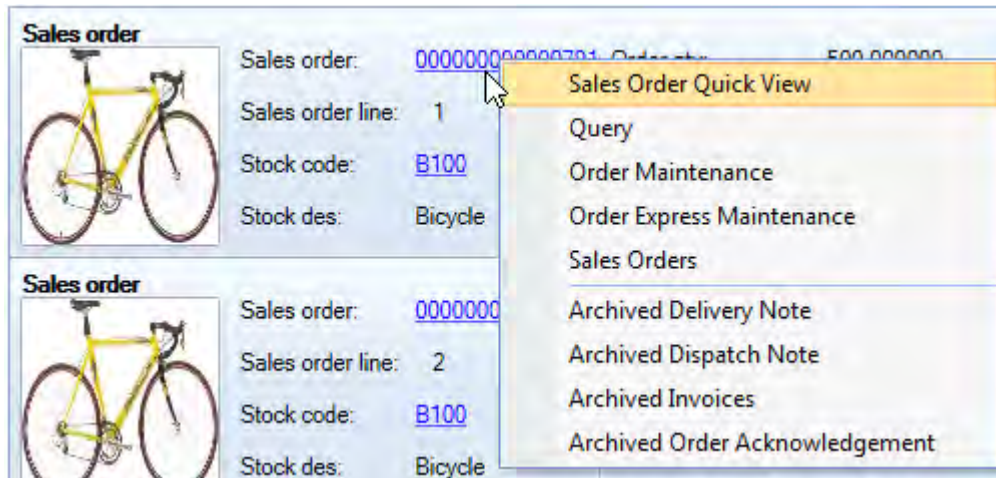 Sales order
Sales order:
Sales order line: 1
Stock code: B100
Stock des: Bicycle
Sales Order Quick View
Query
Order Maintenance
Order Express Maintenance
Sales Orders
Archived Delivery Note
Archived Dispatch Note
Archived Invoices
Archived Order Acknowledgement
Sales order
Sales order:
Sales order line: 2
Stock code: B100
Stock des: Bicycle